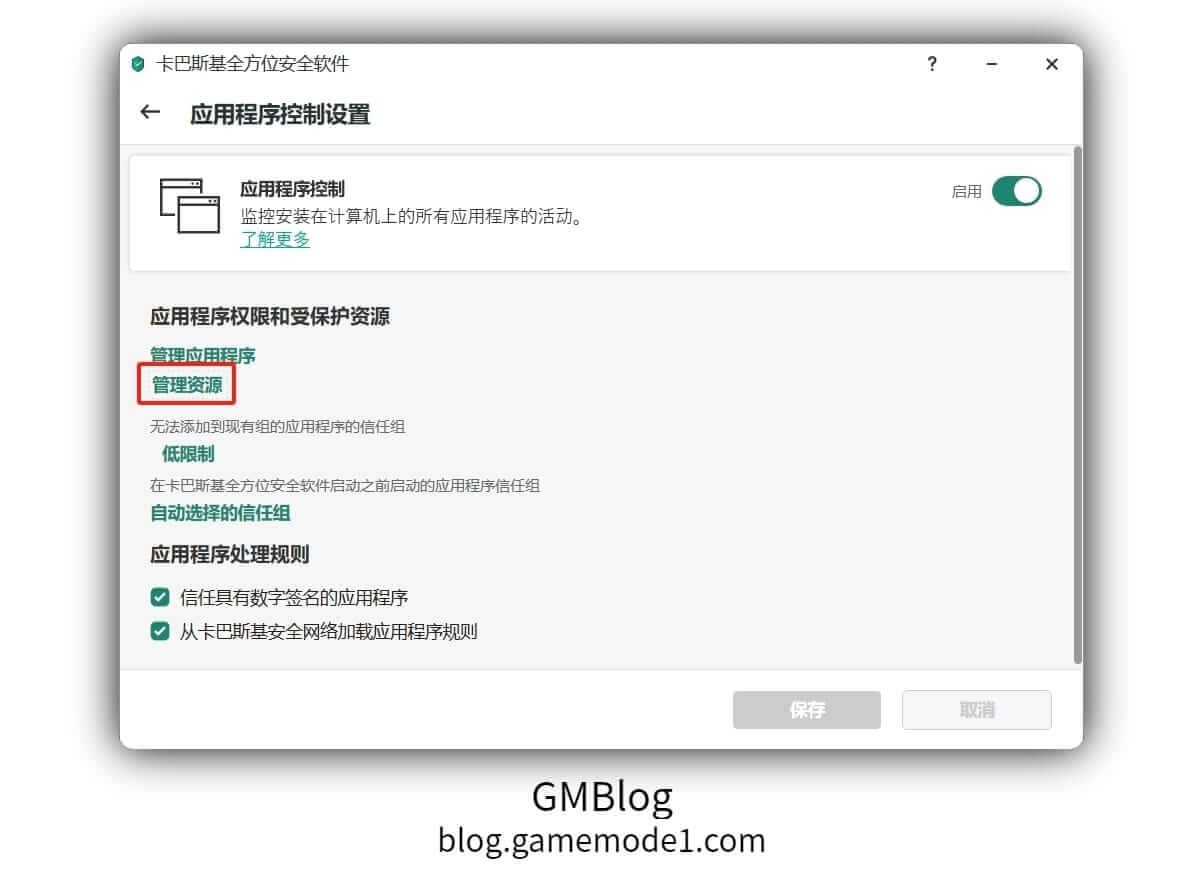 卡巴斯基全方位安全软件
?
应用程序控制设置
应用程序控制
启用
监控安装在计算机上的所有应用程序的活动。
了解更多
应用程序权限和受保护资源
管理应用程序
管理资源
无法添加到现有组的应用程序的信任组
低限制
在卡巴斯基全方位安全软件启动之前启动的应用程序信任组
自动选择的信任组
应用程序处理规则
信任具有数字签名的应用程序
从卡巴斯基安全网络加载应用程序规则
保存
取消
GMBlog
blog.gamemode1.com